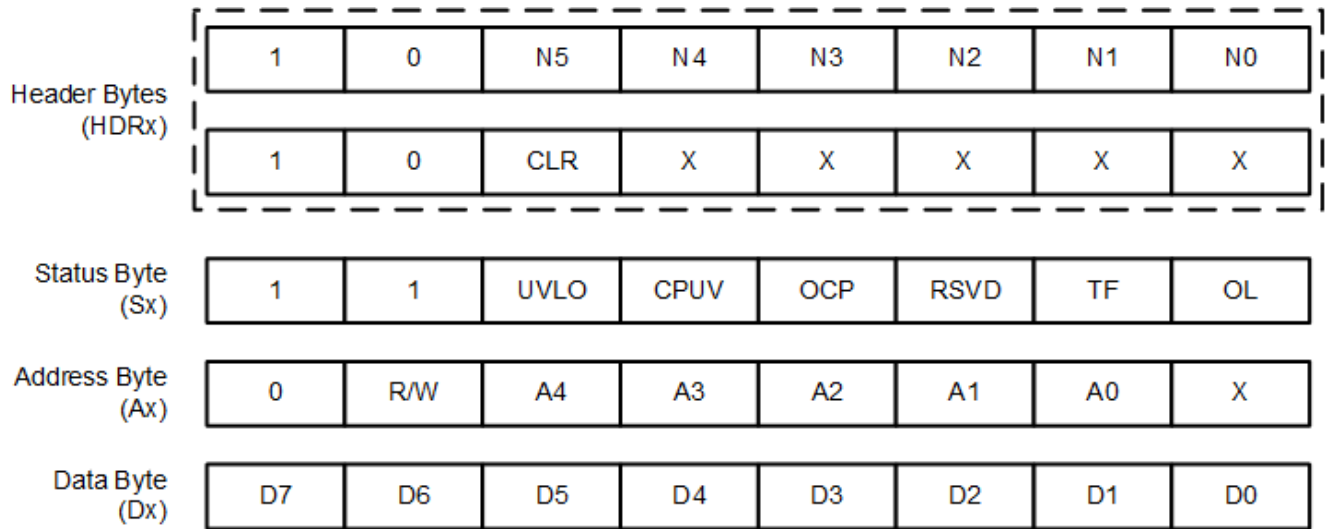 1 0 N5 N4 N3 N2 N1 N0
Header Bytes
(HDRx)
1 0 CLR X X X X X
Status Byte
(Sx)
1 1 UVLO CPUV OCP RSVD TF OL
Address Byte
(Ax)
0 R/W A4 A3 A2 A1 A0 X
Data Byte
(Dx)
D7 D6 D5 D4 D3 D2 D1 D0